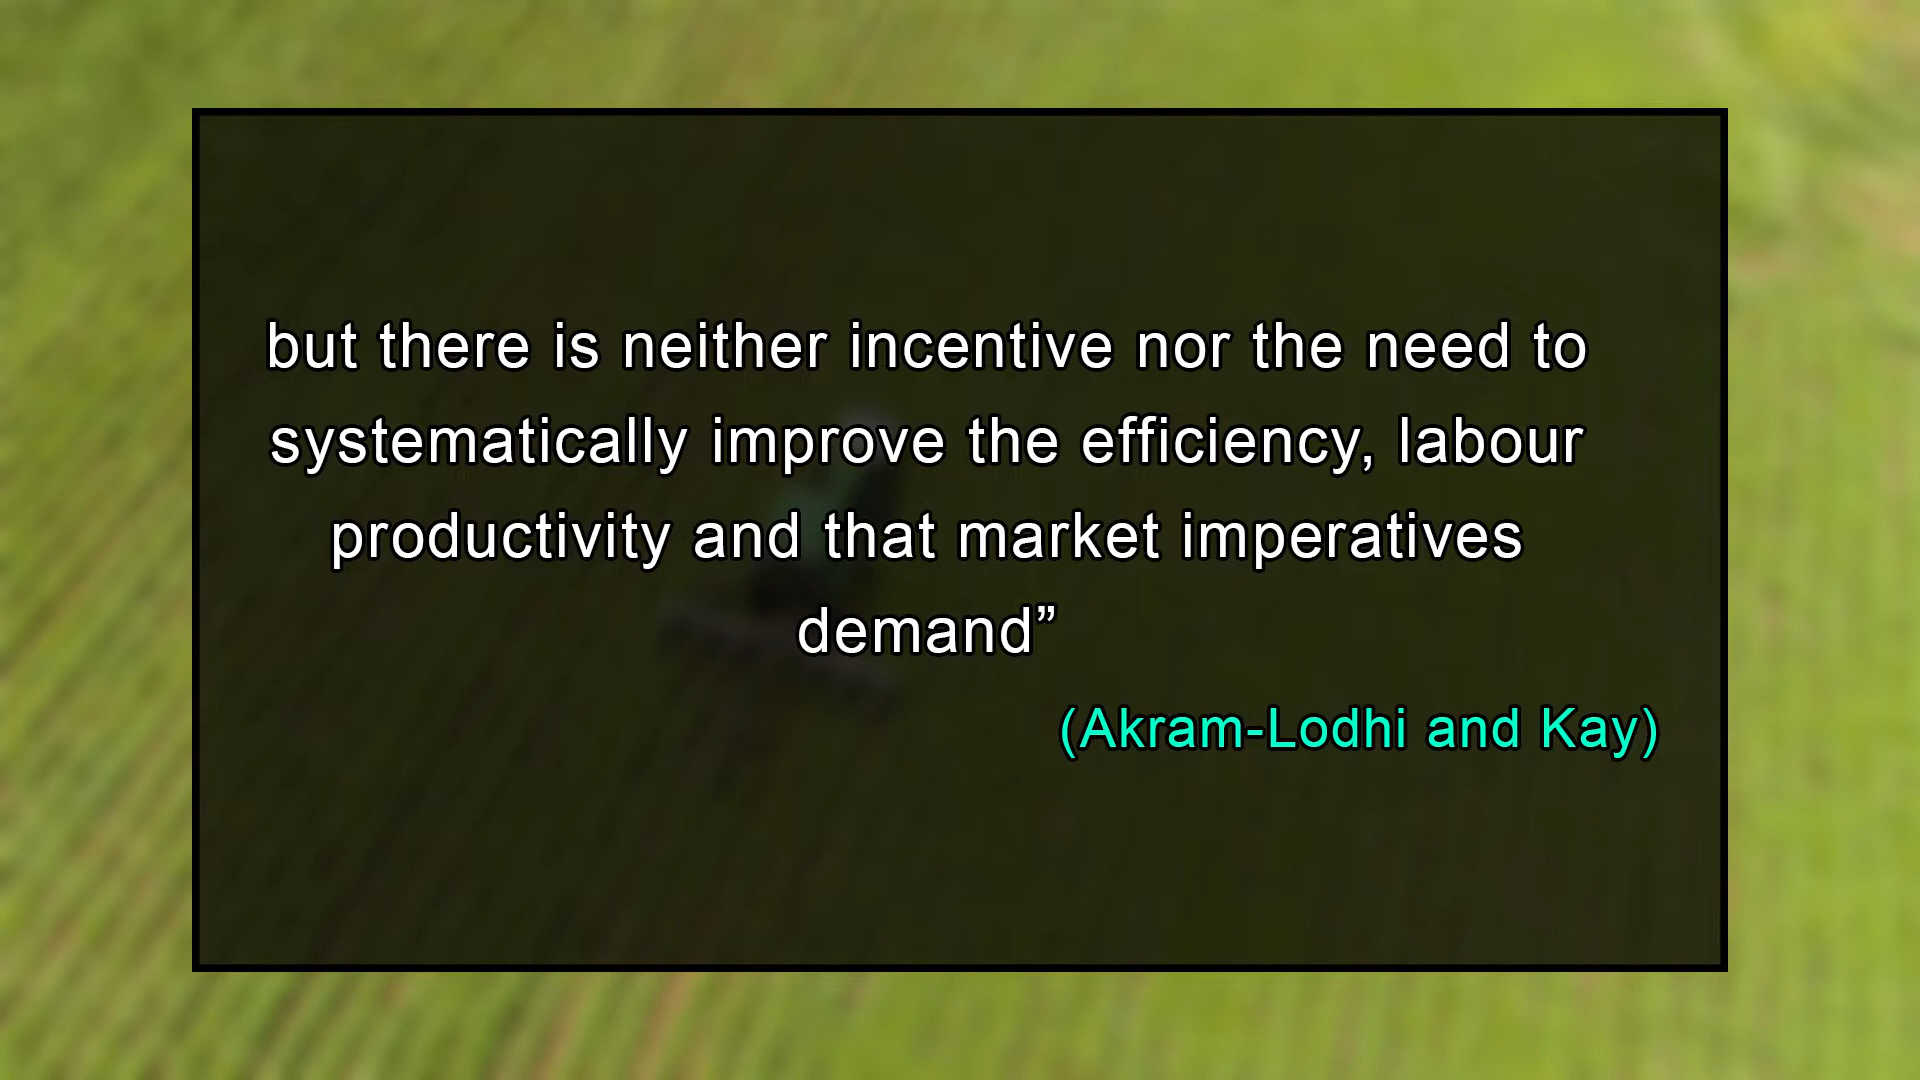 but there is neither incentive nor the need to
systematically improve the efficiency, labour
productivity and that market imperatives
demand”
(Akram-Lodhi and Kay)